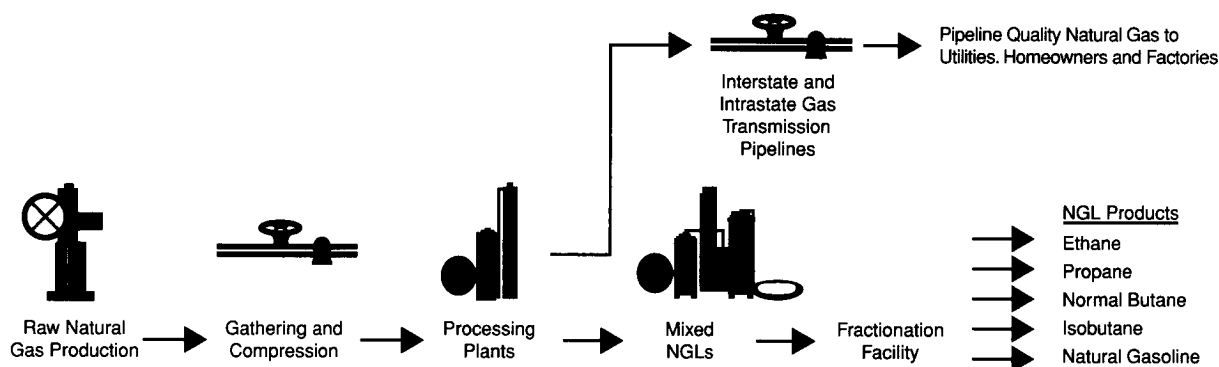 Pipeline Quality Natural Gas to
Utilities. Homeowners and Factories
Interstate and
Intrastate Gas
Transmission
Pipelines
Raw Natural
Gas Production
Gathering and
Compression
Processing
Plants
Mixed
NGLs
Fractionation
Facility
NGL Products
Ethane
Propane
Normal Butane
Isobutane
Natural Gasoline